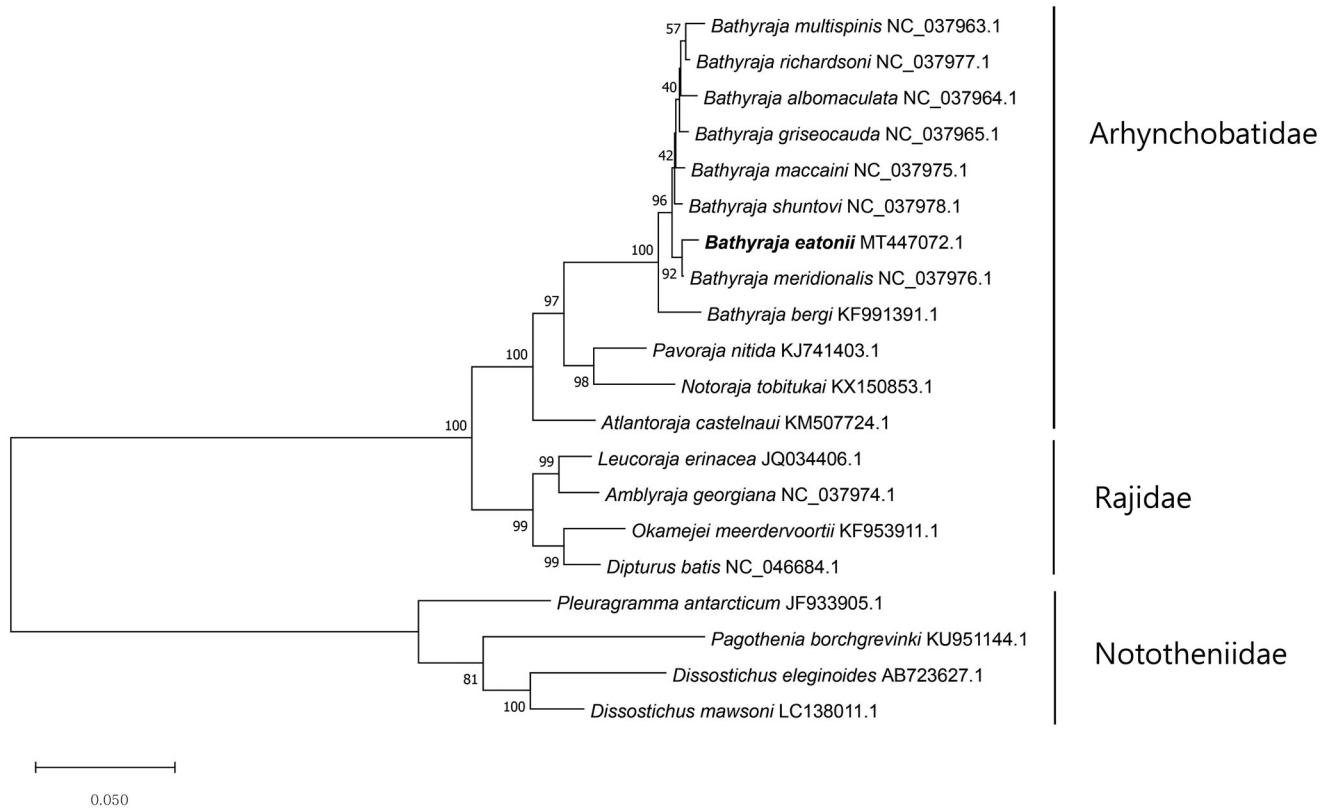 57
Bathyraja multispinis NC_037963.1
Bathyraja richardsoni NC_037977.1
40
Bathyraja albomaculata NC_037964.1
Arhynchobatidae
Bathyraja griseocauda NC_037965.1
42
Bathyraja maccaini NC_037975.1
96
Bathyraja shuntovi NC_037978.1
100
Bathyraja eatonii MT447072.1
92
Bathyraja meridionalis NC_037976.1
97
Bathyraja bergi KF991391.1
100
Pavoraja nitida KJ741403.1
98
Notoraja tobitukai KX150853.1
100
Atlantoraja castelnaui KM507724.1
99
Leucoraja erinacea JQ034406.1
Amblyraja georgiana NC_037974.1
Rajidae
99
Okamejei meerdervoortii KF953911.1
99
Dipturus batis NC_046684.1
Pleuragramma antarcticum JF933905.1
Pagothenia borchgrevinki KU951144.1
Nototheniidae
81
Dissostichus eleginoides AB723627.1
100
Dissostichus mawsoni LC138011.1
0.050